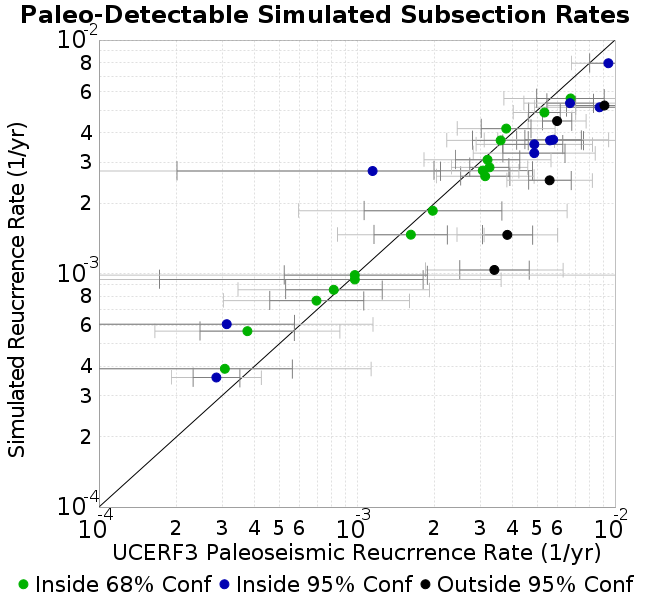 Paleo-Detectable Simulated Subsection Rates
10-2
8
6
4
3
2
10-3
8
6
4
3
2
10-4
Simulated Reucrrence Rate (1/yr)
10-4 2 3 4 5 6 10-3 2 3 4 5 6 10-2
UCERF3 Paleoseismic Reucrrence Rate (1/yr)
Inside 68% Conf Inside 95% Conf Outside 95% Conf